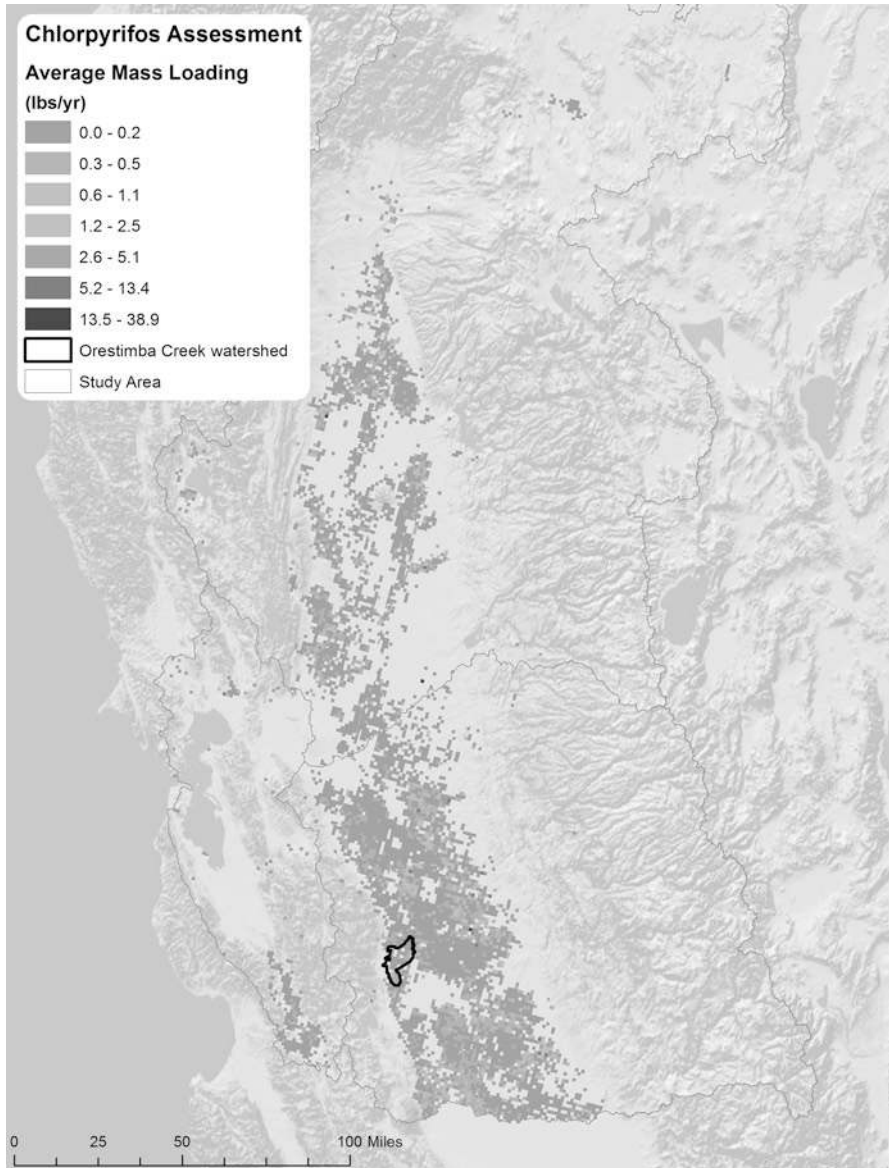 Chlorpyrifos Assessment
Average Mass Loading
(lbs/yr)
0.0 - 0.2
0.3 - 0.5
0.6 - 1.1
1.2 - 2.5
2.6 - 5.1
5.2 - 13.4
13.5 - 38.9
Orestimba Creek watershed
Study Area
0 25 50 100 Miles